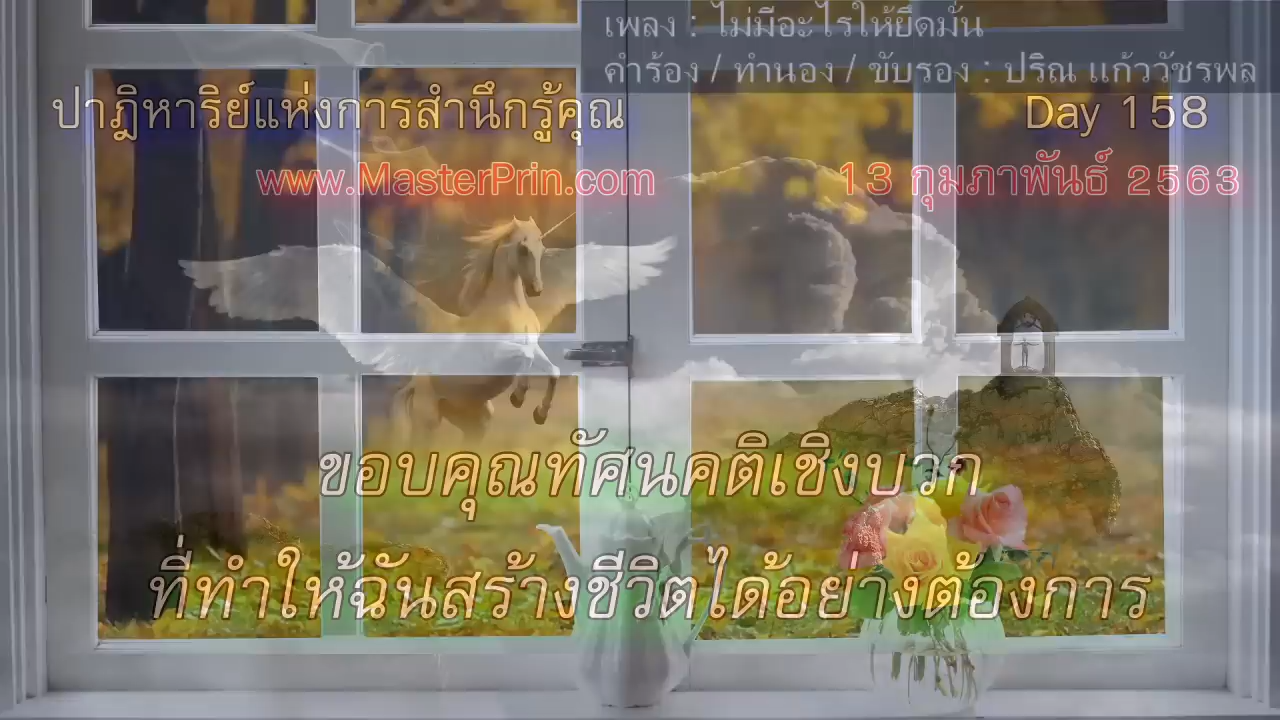 เพลง : ไม่มีอะไรให้ยึดมั่น
คำร้อง / ทำนอง / ขับรอง : ปริณ แก้ววัชรพล
ปาฏิหาริย์แห่งการสำนึกรู้คุณ
Day 158
www.MasterPrin.com
13 กุมภาพันธ์ 2563
ขอบคุณทัศนคติเชิงบวก
ที่ทำให้ฉันสร้างชีวิตได้อย่างต้องการ